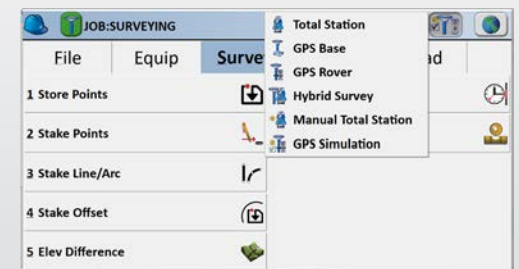 JOB:SURVEYING
File Equip Surve ad
1 Store Points
2 Stake Points
3 Stake Line/Arc
4 Stake Offset
5 Elev Difference
Total Station
GPS Base
GPS Rover
Hybrid Survey
Manual Total Station
GPS Simulation